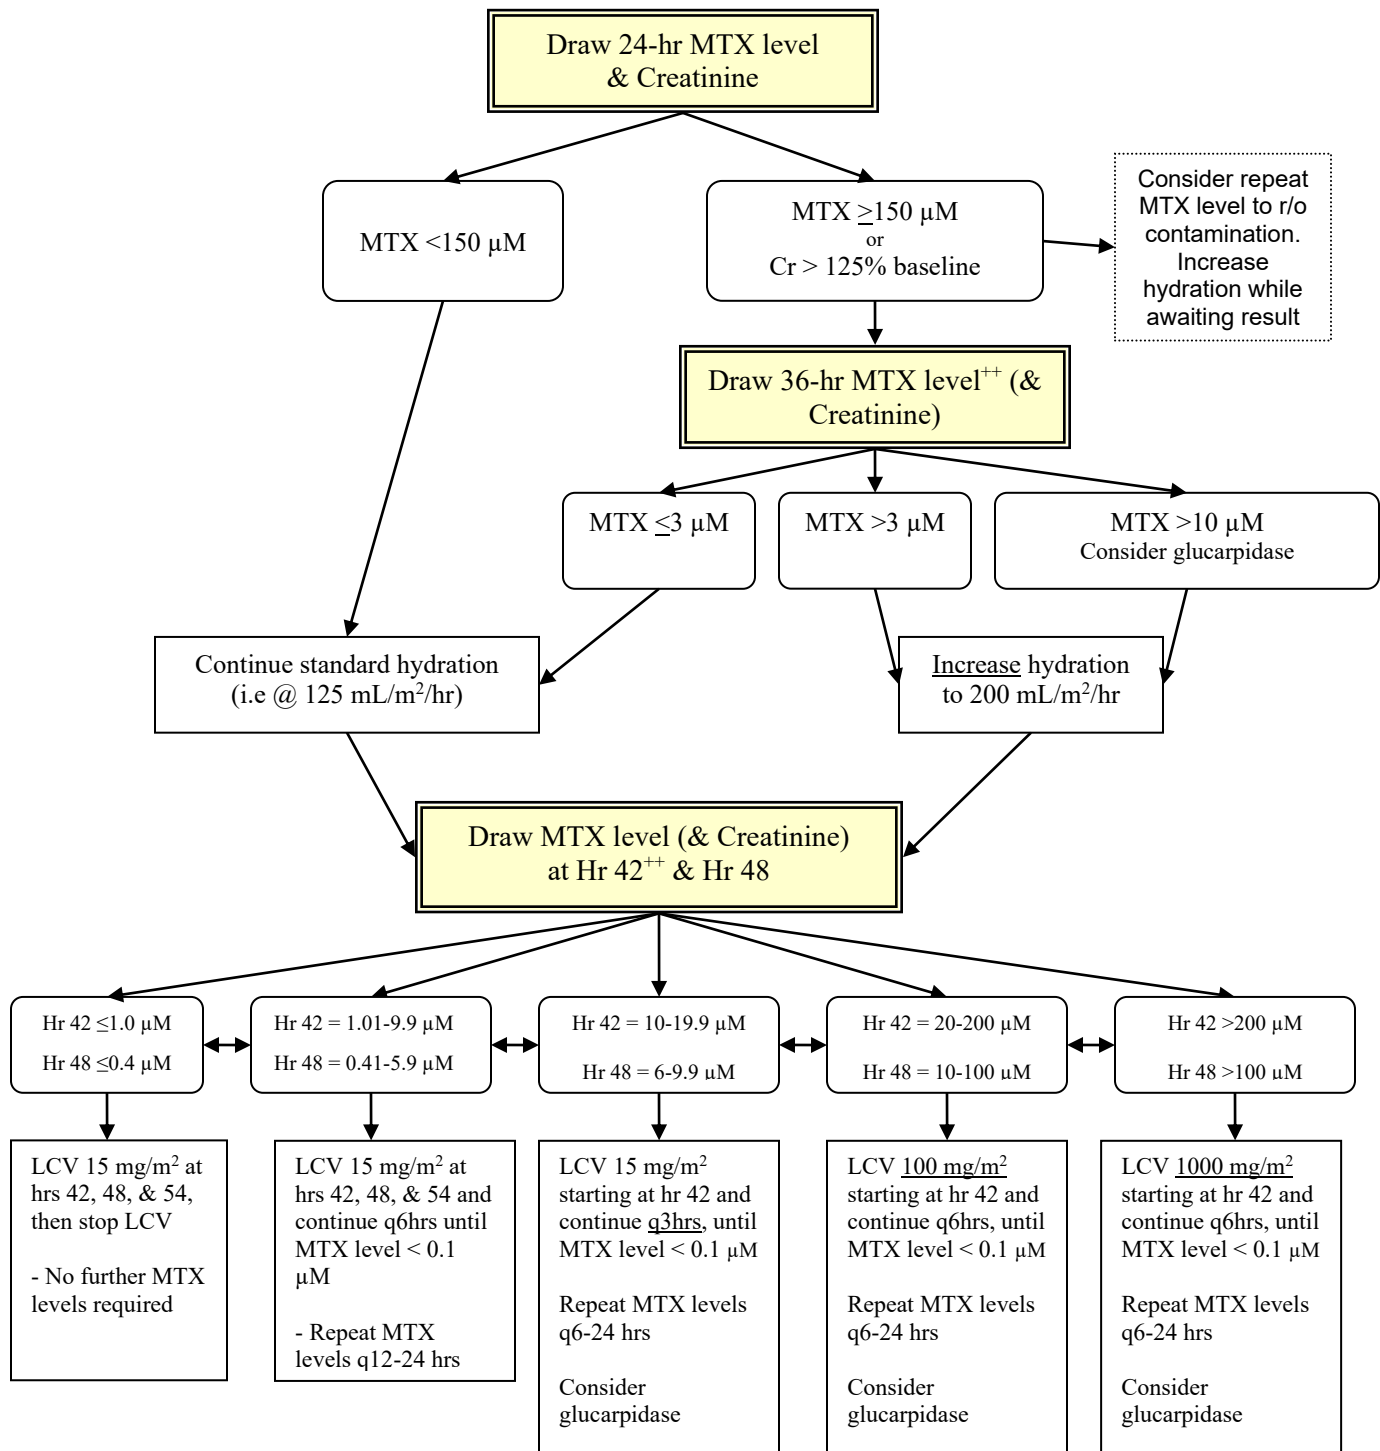 Draw 24-hr MTX level
& Creatinine
MTX <150 µM
MTX ≥150 µM
or
Cr > 125% baseline
Consider repeat
MTX level to r/o
contamination.
Increase
hydration while
awaiting result
Draw 36-hr MTX level++ (&
Creatinine)
MTX ≤3 µM
MTX >3 µM
MTX >10 µM
Consider glucarpidase
Continue standard hydration
(i.e @ 125 mL/m²/hr)
Increase hydration
to 200 mL/m²/hr
Draw MTX level (& Creatinine)
at Hr 42++ & Hr 48
Hr 42 ≤1.0 µM
Hr 48 ≤0.4 µM
Hr 42 = 1.01-9.9 µM
Hr 48 = 0.41-5.9 µM
Hr 42 = 10-19.9 µM
Hr 48 = 6-9.9 µM
Hr 42 = 20-200 µM
Hr 48 = 10-100 µM
Hr 42 >200 µM
Hr 48 >100 µM
LCV 15 mg/m² at
hrs 42, 48, & 54,
then stop LCV
- No further MTX
levels required
LCV 15 mg/m² at
hrs 42, 48, & 54 and
continue q6hrs until
MTX level < 0.1
µM
- Repeat MTX
levels q12-24 hrs
LCV 15 mg/m²
starting at hr 42 and
continue q3hrs, until
MTX level < 0.1 µM
Repeat MTX levels
q6-24 hrs
Consider
glucarpidase
LCV 100 mg/m²
starting at hr 42 and
continue q6hrs, until
MTX level < 0.1 µM
Repeat MTX levels
q6-24 hrs
Consider
glucarpidase
LCV 1000 mg/m²
starting at hr 42 and
continue q6hrs, until
MTX level < 0.1 µM
Repeat MTX levels
q6-24 hrs
Consider
glucarpidase